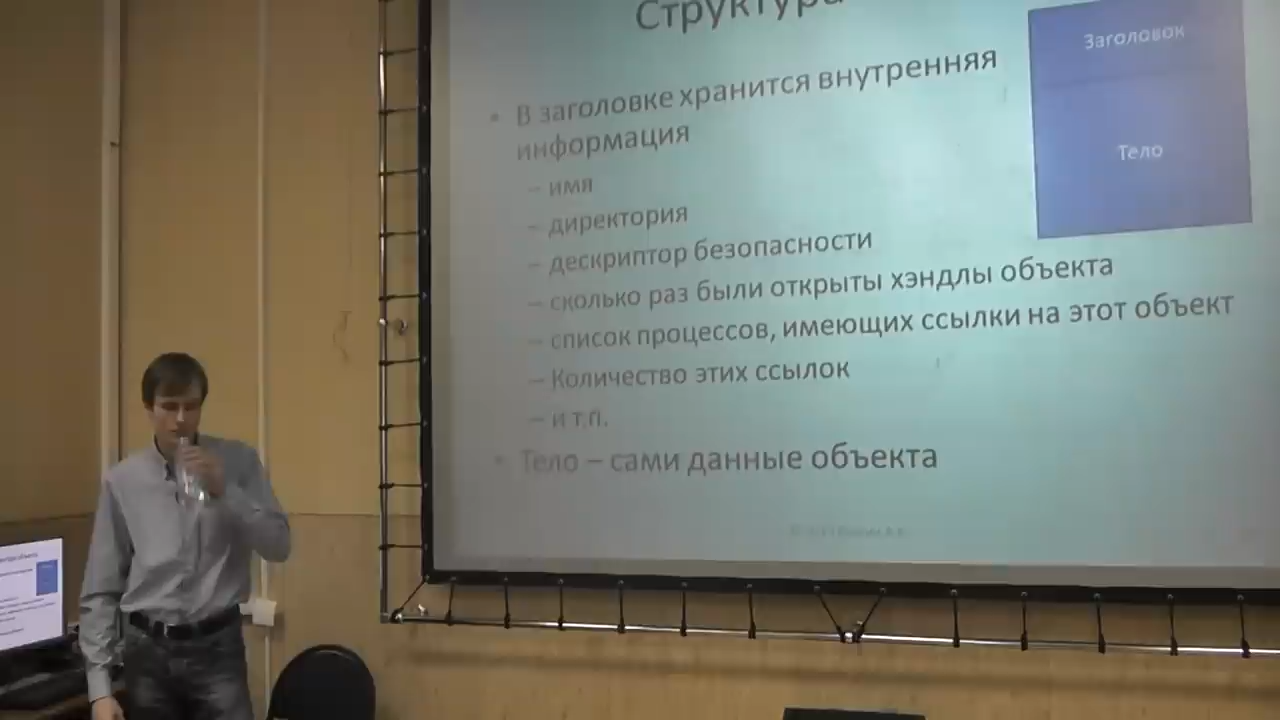 Структура
Заголовок
Тело
• В заголовке хранится внутренняя
информация
– имя
– директория
– дескриптор безопасности
– сколько раз были открыты хэндлы объекта
– список процессов, имеющих ссылки на этот объект
– Количество этих ссылок
– и т.п.
• Тело – сами данные объекта